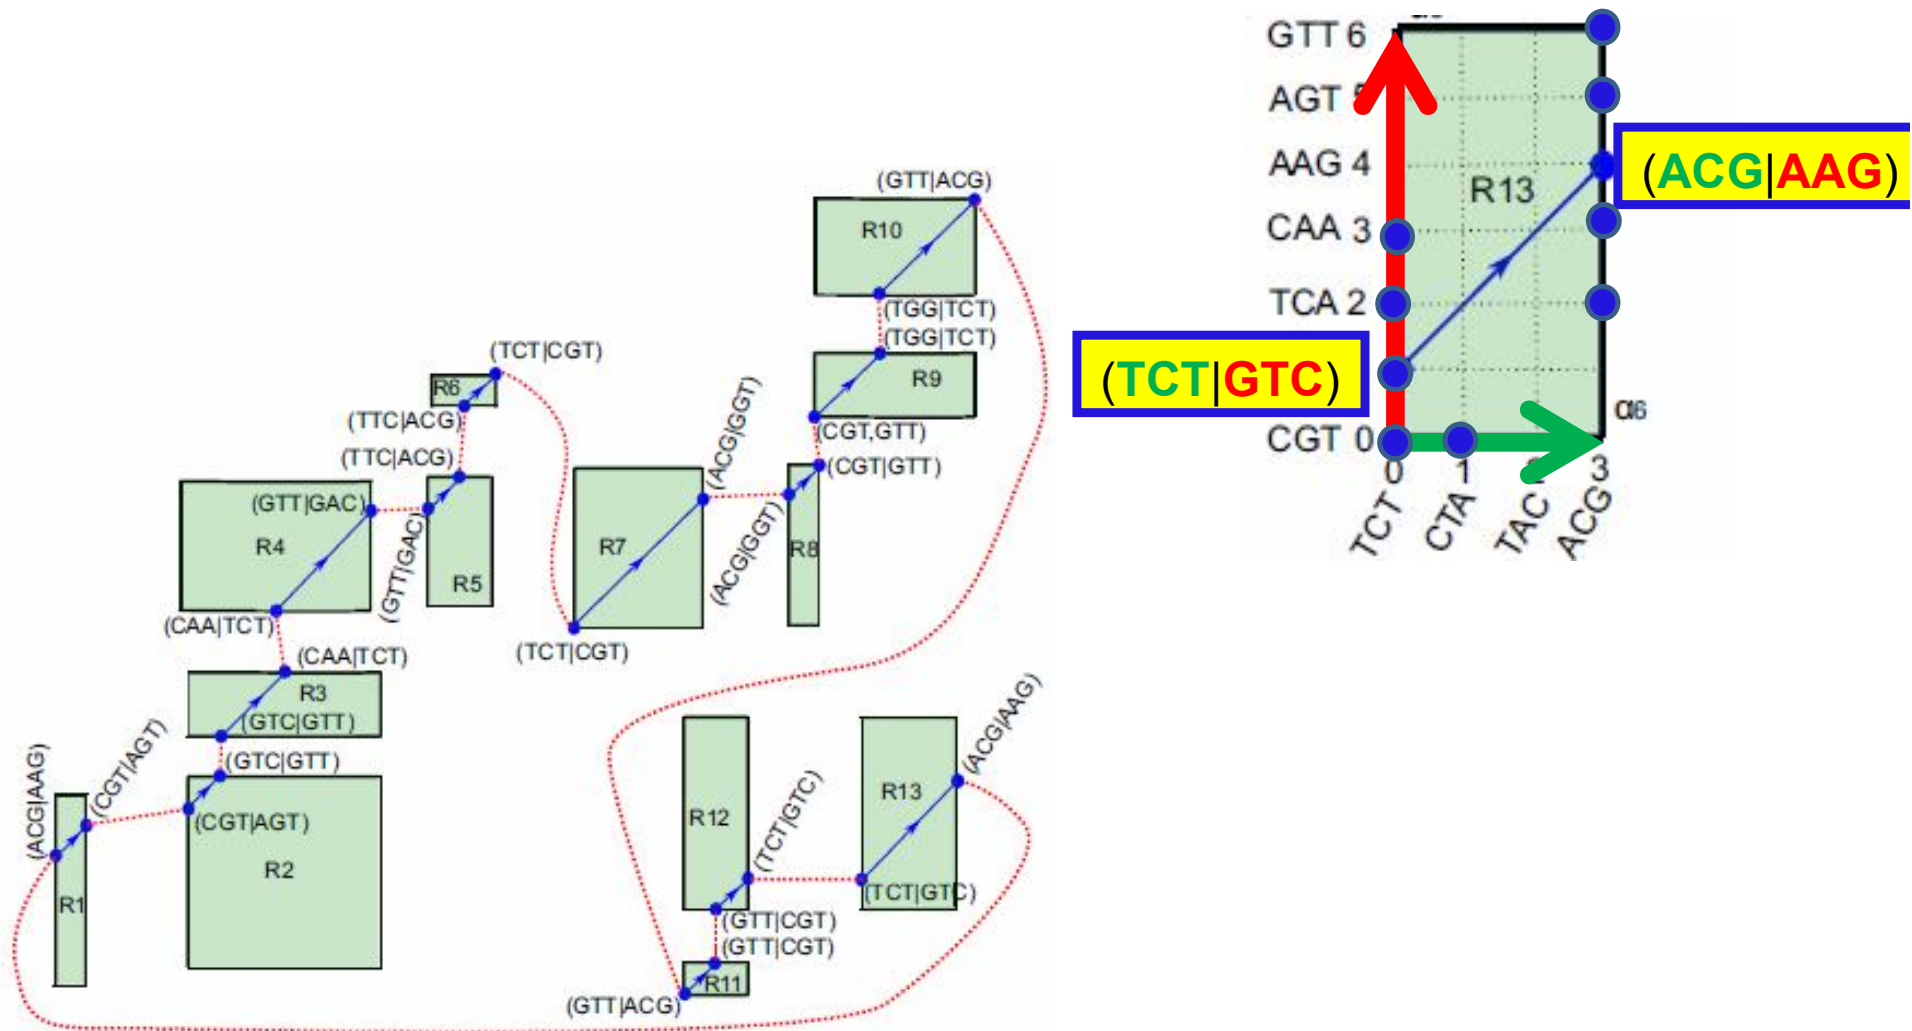 GTT 6
AGT
AAG 4
(ACG|AAG)
R13
CAA 3
TCA 2
(TCT|GTC)
CGT 0
0
1
3
TCT
CTA
TAC
ACG
(GTT|ACG)
R10
(TGG|TCT)
(TGG|TCT)
(TCT|CGT)
R9
R6
(TTC|ACG)
(CGT,GTT)
(ACG|GGT)
(TTC|ACG)
(CGT|GTT)
(GTT|GAC)
R4
R7
R8
(GTT|GAC)
(ACG|GGT)
R5
(CAA|TCT)
(TCT|CGT)
(CAA|TCT)
R3
(GTC|GTT)
(ACG|AAG)
(CGT|AGT)
(GTC|GTT)
(ACG|AAG)
R13
R12
(TCT|GTC)
(CGT|AGT)
R2
(TCT|GTC)
R1
(GTT|CGT)
(GTT|CGT)
R11
(GTT|ACG)